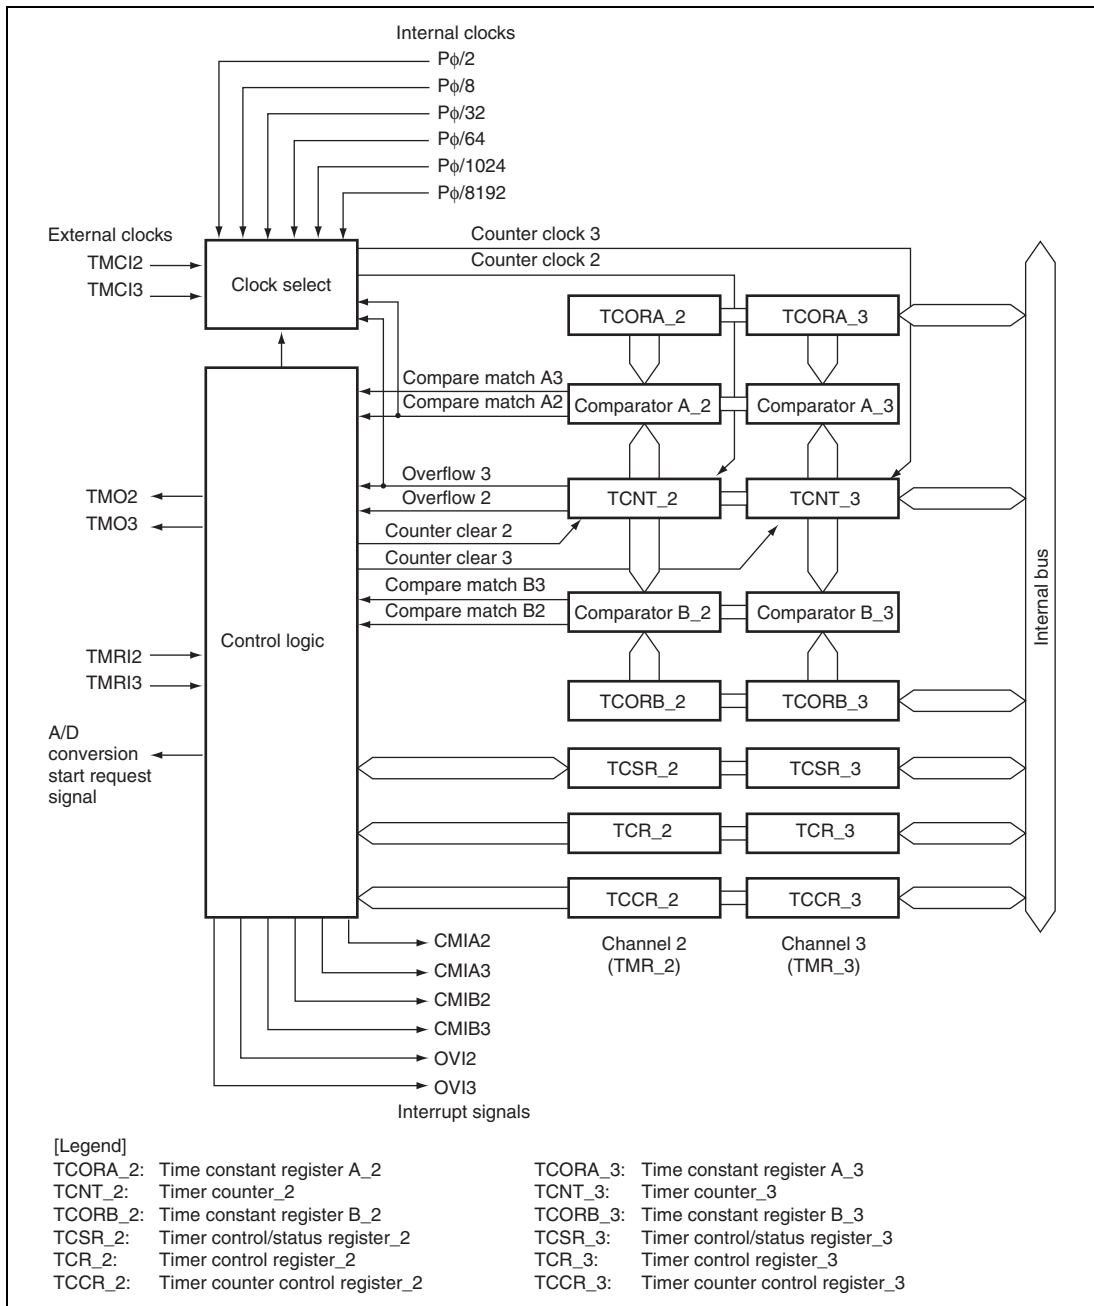 Internal clocks
Pϕ/2
Pϕ/8
Pϕ/32
Pϕ/64
Pϕ/1024
Pϕ/8192
External clocks
TMCI2
TMCI3
Clock select
Counter clock 3
Counter clock 2
TCORA_2
TCORA_3
Compare match A3
Compare match A2
Comparator A_2
Comparator A_3
TMO2
TMO3
Overflow 3
Overflow 2
TCNT_2
TCNT_3
Counter clear 2
Counter clear 3
Compare match B3
Compare match B2
Comparator B_2
Comparator B_3
Internal bus
Control logic
TMRI2
TMRI3
TCORB_2
TCORB_3
A/D
conversion
start request
signal
TCSR_2
TCSR_3
TCR_2
TCR_3
TCCR_2
TCCR_3
Channel 2
(TMR_2)
Channel 3
(TMR_3)
CMIA2
CMIA3
CMIB2
CMIB3
OVI2
OVI3
Interrupt signals
[Legend]
TCORA_2: Time constant register A_2
TCNT_2: Timer counter_2
TCORB_2: Time constant register B_2
TCSR_2: Timer control/status register_2
TCR_2: Timer control register_2
TCCR_2: Timer counter control register_2
TCORA_3: Time constant register A_3
TCNT_3: Timer counter_3
TCORB_3: Time constant register B_3
TCSR_3: Timer control/status register_3
TCR_3: Timer control register_3
TCCR_3: Timer counter control register_3